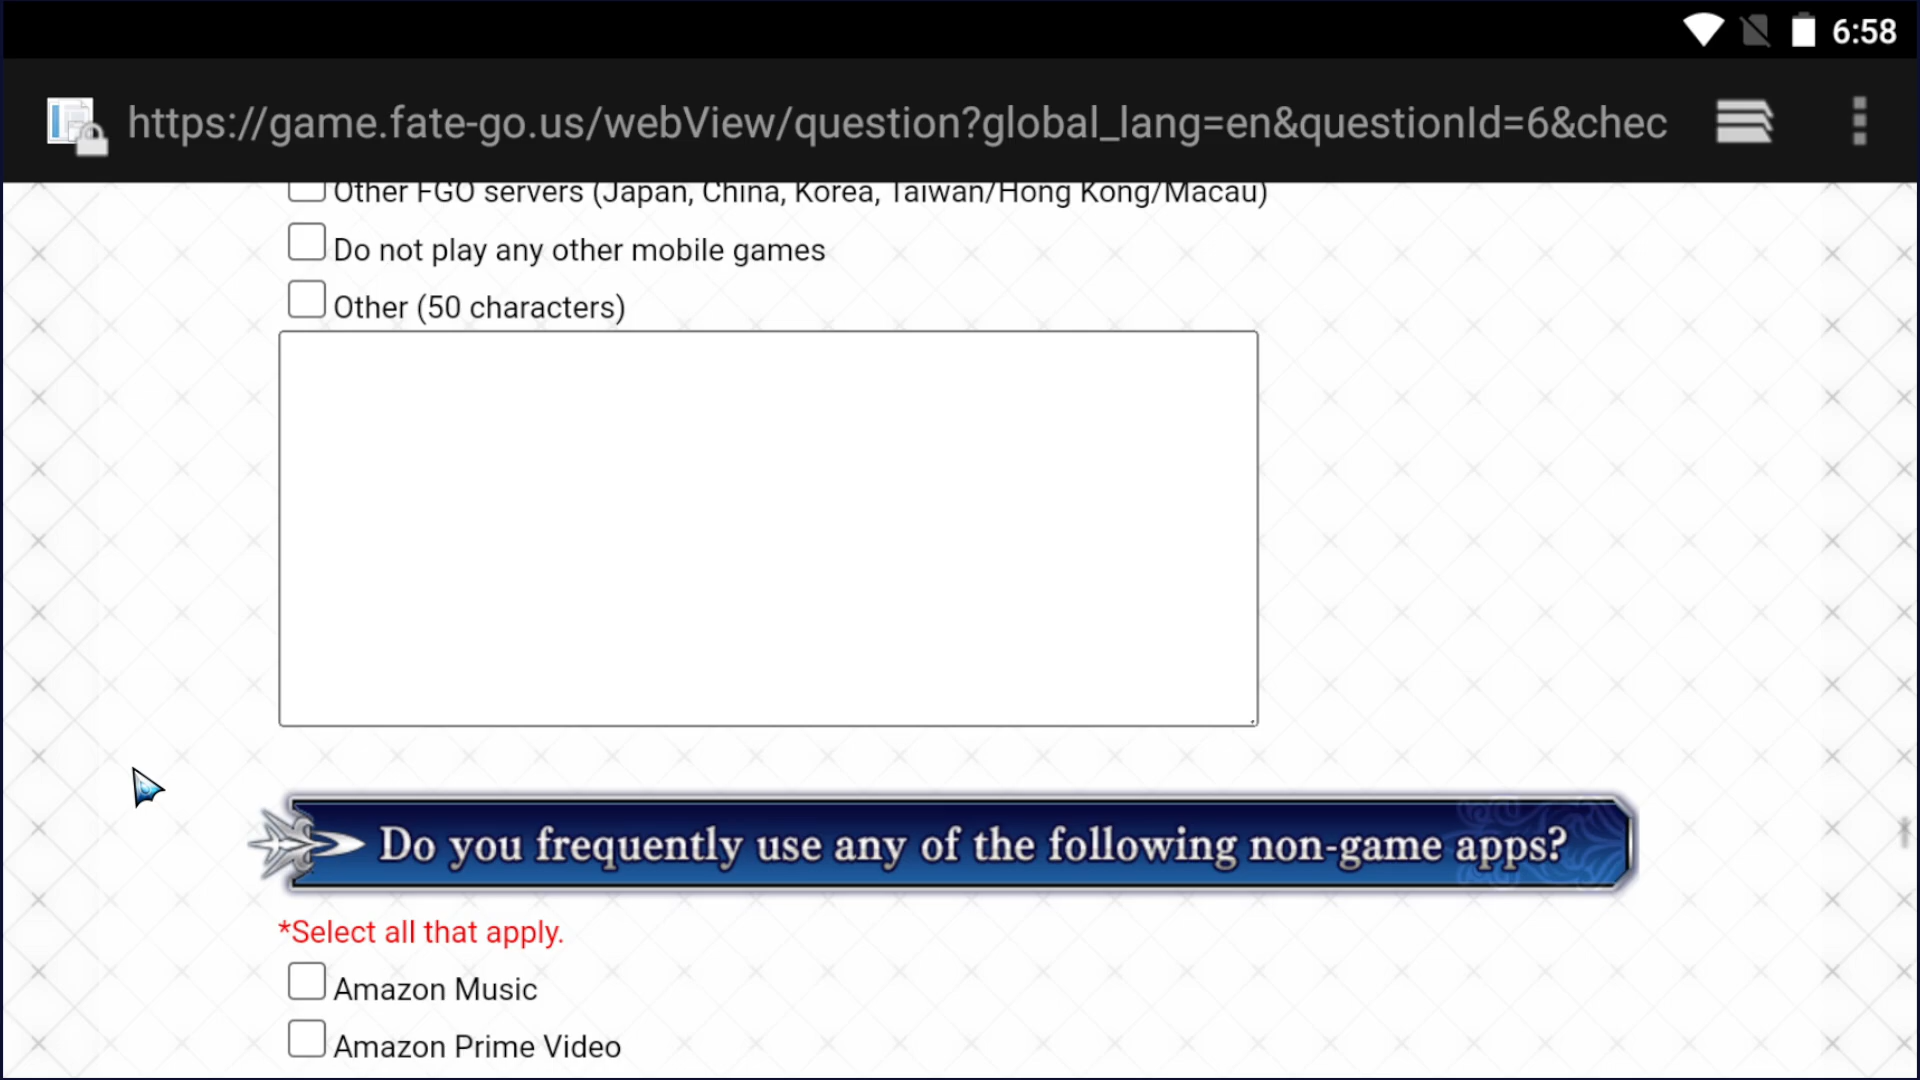 6:58
https://game.fate-go.us/webView/question?global_lang=en&questionId=6&chec
Other FGO servers (Japan, China, Korea, Taiwan/Hong Kong/Macau)
Do not play any other mobile games
Other (50 characters)
Do you frequently use any of the following non-game apps?
*Select all that apply.
Amazon Music
Amazon Prime Video